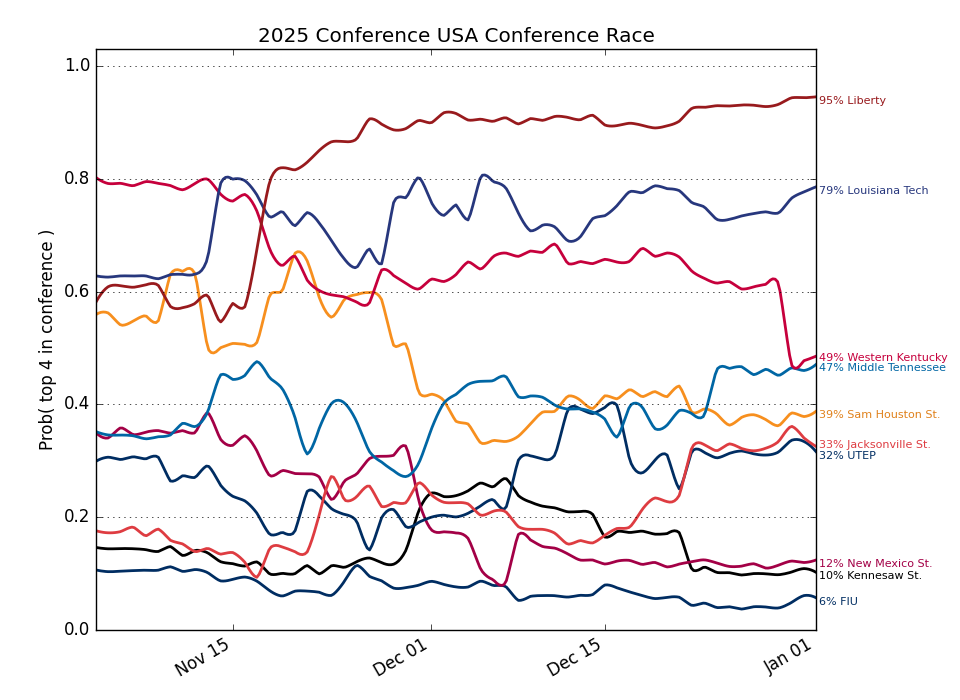 2025 Conference USA Conference Race
Prob( top 4 in conference )
1.0
0.8
0.6
0.4
0.2
0.0
Nov 15
Dec 01
Dec 15
Jan 01
95% Liberty
79% Louisiana Tech
49% Western Kentucky
47% Middle Tennessee
39% Sam Houston St.
33% Jacksonville St.
32% UTEP
12% New Mexico St.
10% Kennesaw St.
6% FIU